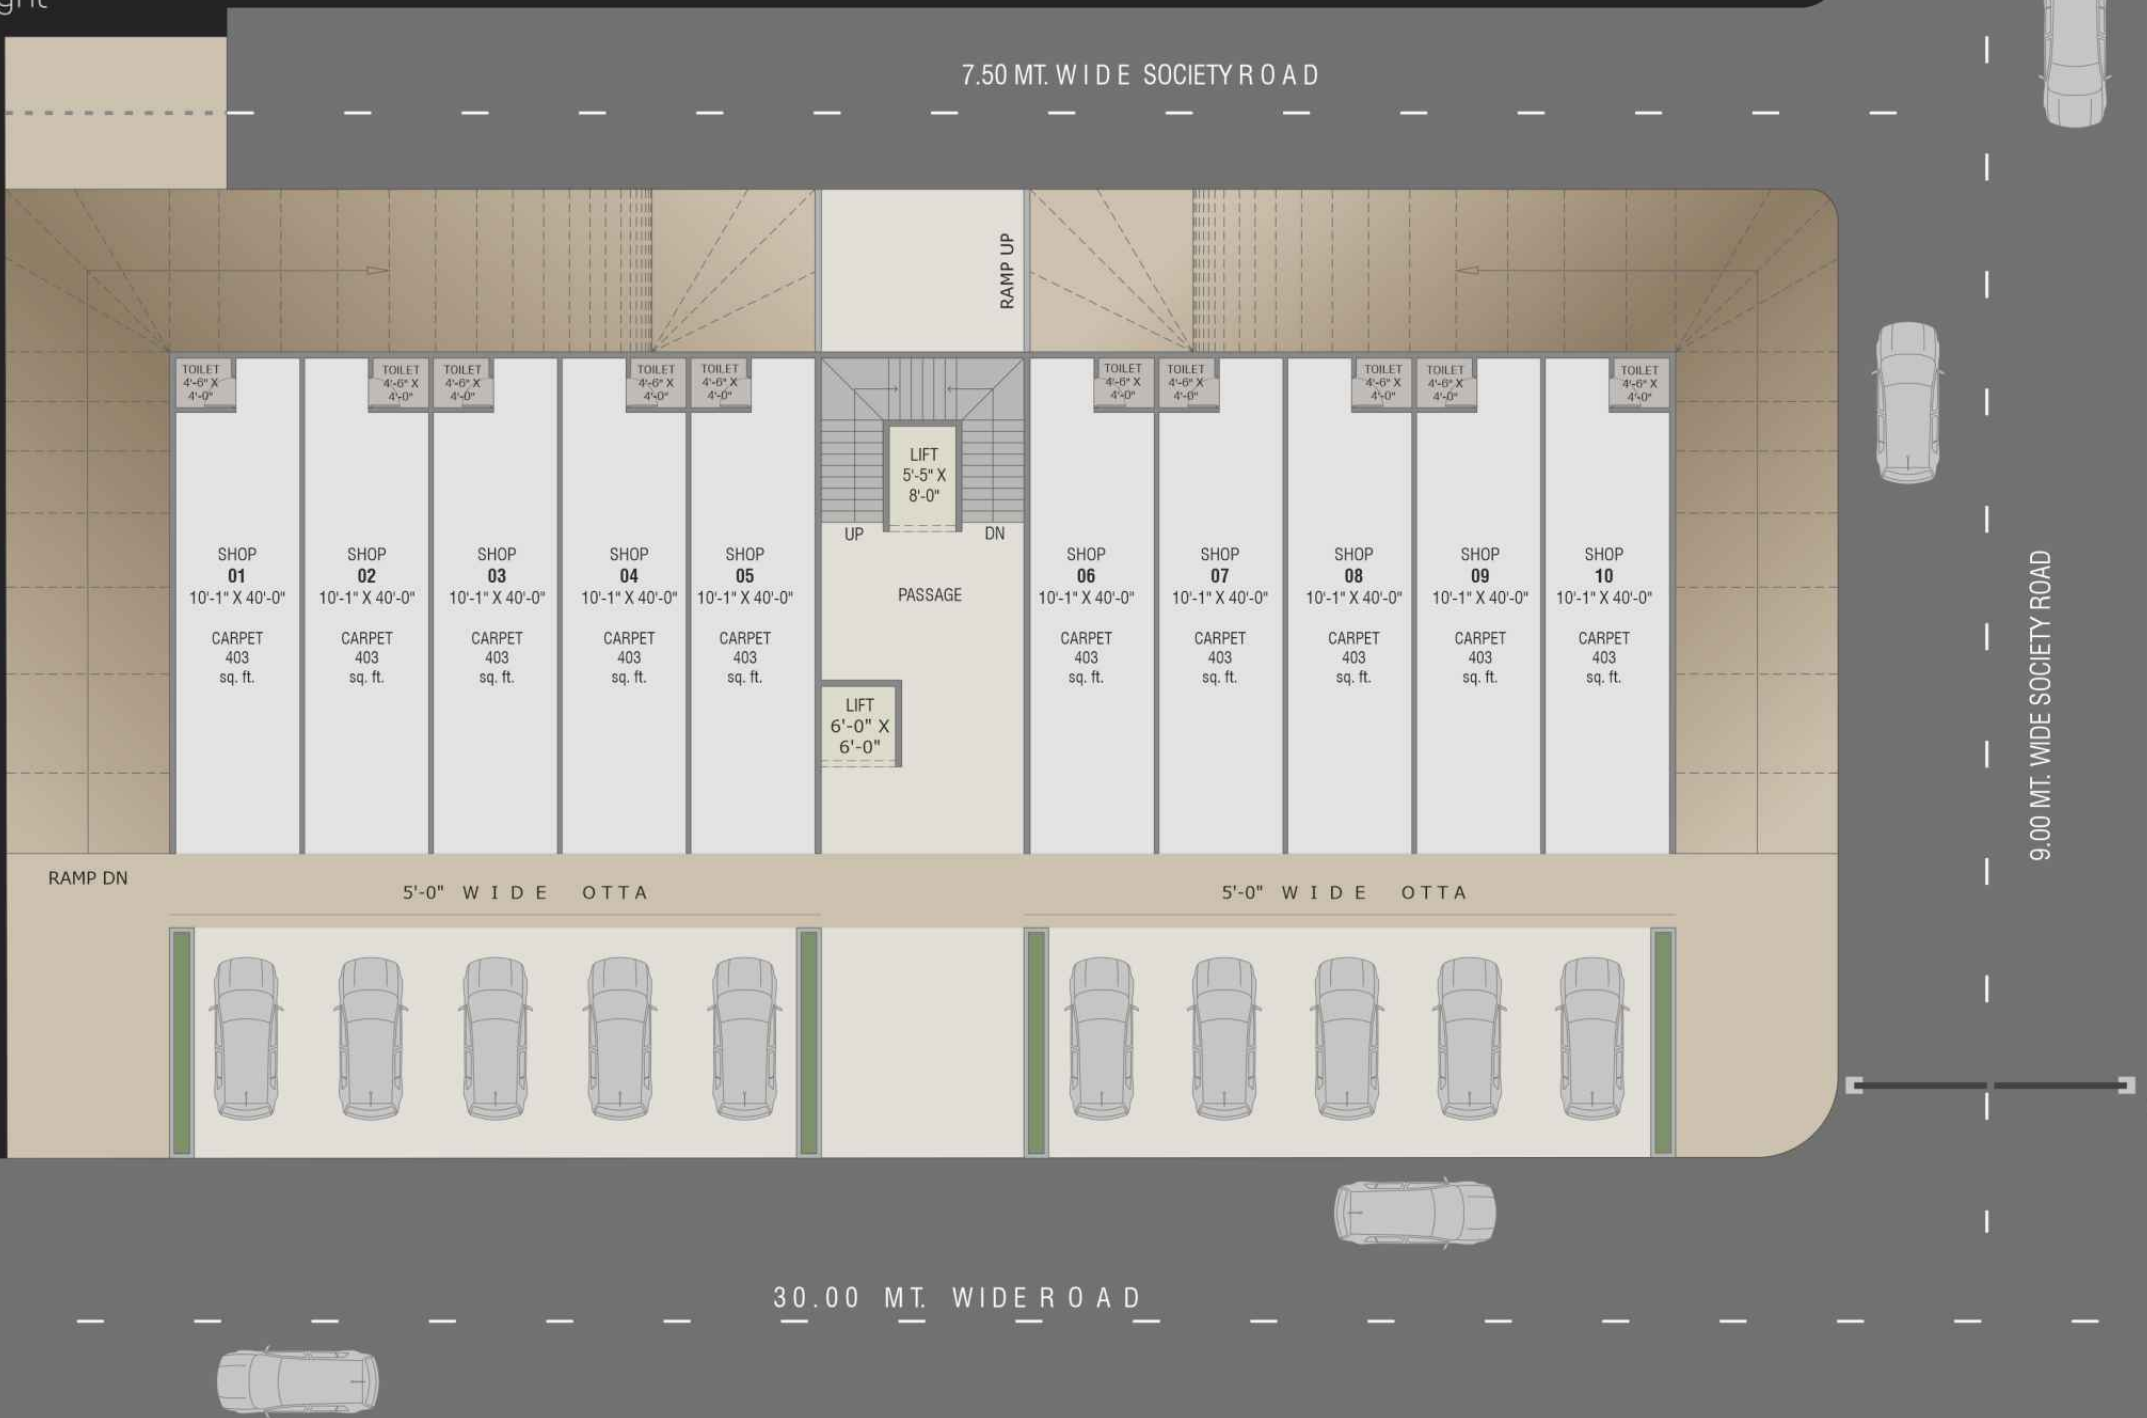 7.50 MT. WIDE SOCIETY ROAD
RAMP UP
TOILET
4'-6" X
4'-0"
TOILET
4'-6" X
4'-0"
TOILET
4'-6" X
4'-0"
TOILET
4'-6" X
4'-0"
TOILET
4'-6" X
4'-0"
TOILET
4'-6" X
4'-0"
TOILET
4'-6" X
4'-0"
TOILET
4'-6" X
4'-0"
TOILET
4'-6" X
4'-0"
TOILET
4'-6" X
4'-0"
LIFT
5'-5" X
8'-0"
UP
DN
SHOP
01
10'-1" X 40'-0"
CARPET
403
sq. ft.
SHOP
02
10'-1" X 40'-0"
CARPET
403
sq. ft.
SHOP
03
10'-1" X 40'-0"
CARPET
403
sq. ft.
SHOP
04
10'-1" X 40'-0"
CARPET
403
sq. ft.
SHOP
05
10'-1" X 40'-0"
CARPET
403
sq. ft.
PASSAGE
LIFT
6'-0" X
6'-0"
SHOP
06
10'-1" X 40'-0"
CARPET
403
sq. ft.
SHOP
07
10'-1" X 40'-0"
CARPET
403
sq. ft.
SHOP
08
10'-1" X 40'-0"
CARPET
403
sq. ft.
SHOP
09
10'-1" X 40'-0"
CARPET
403
sq. ft.
SHOP
10
10'-1" X 40'-0"
CARPET
403
sq. ft.
9.00 MT. WIDE SOCIETY ROAD
RAMP DN
5'-0" WIDE OTTA
5'-0" WIDE OTTA
30.00 MT. WIDE ROAD